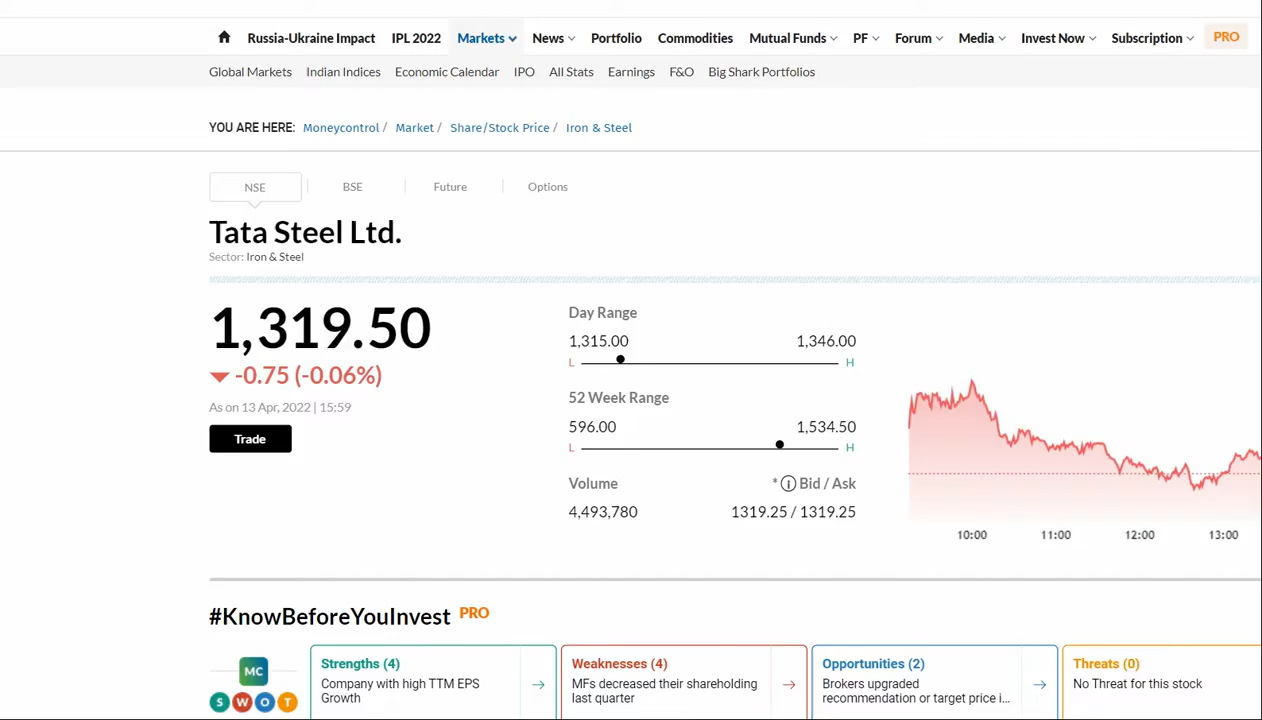 Russia-Ukraine Impact IPL 2022 Markets News Portfolio Commodities Mutual Funds PF Forum Media Invest Now Subscription PRO
Global Markets Indian Indices Economic Calendar IPO All Stats Earnings F&O Big Shark Portfolios
YOU ARE HERE: Moneycontrol / Market / Share/Stock Price / Iron & Steel
NSE BSE Future Options
Tata Steel Ltd.
Sector: Iron & Steel
1,319.50
-0.75 (-0.06%)
As on 13 Apr, 2022 | 15:59
Trade
Day Range
1,315.00 1,346.00
L H
52 Week Range
596.00 1,534.50
L H
Volume * i Bid / Ask
4,493,780 1319.25 / 1319.25
10:00 11:00 12:00 13:00
#KnowBeforeYouInvest PRO
MC
S W O T
Strengths (4)
Company with high TTM EPS
Growth
Weaknesses (4)
MFs decreased their shareholding
last quarter
Opportunities (2)
Brokers upgraded
recommendation or target price i...
Threats (0)
No Threat for this stock